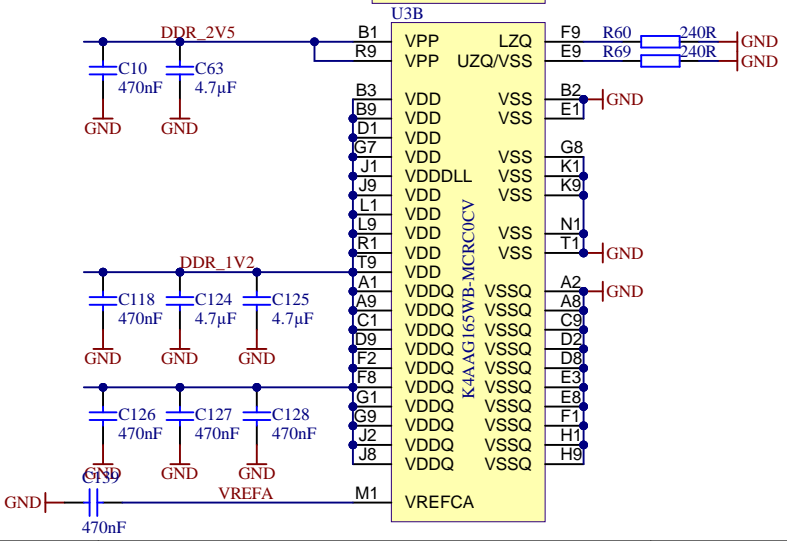 U3B
DDR_2V5 B1 VPP LZQ F9 R60 240R GND
R9 VPP UZQ/VSS E9 R69 240R GND
C10 C63
470nF 4.7µF
GND GND
B3 VDD VSS B2 GND
B9 VDD VSS E1
D1 VDD
G7 VDD VSS G8
J1 VDDDLL VSS K1
J9 VDD VSS K9
L1 VDD
L9 VDD VSS N1
R1 VDD VSS T1 GND
DDR_1V2 T9 VDD
A1 VDDQ VSSQ A2 GND
C118 C124 C125 A9 VDDQ VSSQ A8
470nF 4.7µF 4.7µF C1 VDDQ VSSQ C9
D9 VDDQ VSSQ D2
GND GND GND F2 VDDQ VSSQ D8
F8 VDDQ VSSQ E3
G1 VDDQ VSSQ E8
C126 C127 C128 G9 VDDQ VSSQ F1
470nF 470nF 470nF J2 VDDQ VSSQ H1
J8 VDDQ VSSQ H9
GND GND GND
C139
GND VREFA M1 VREFCA
470nF
K4AAG165WB-MCRC0CV